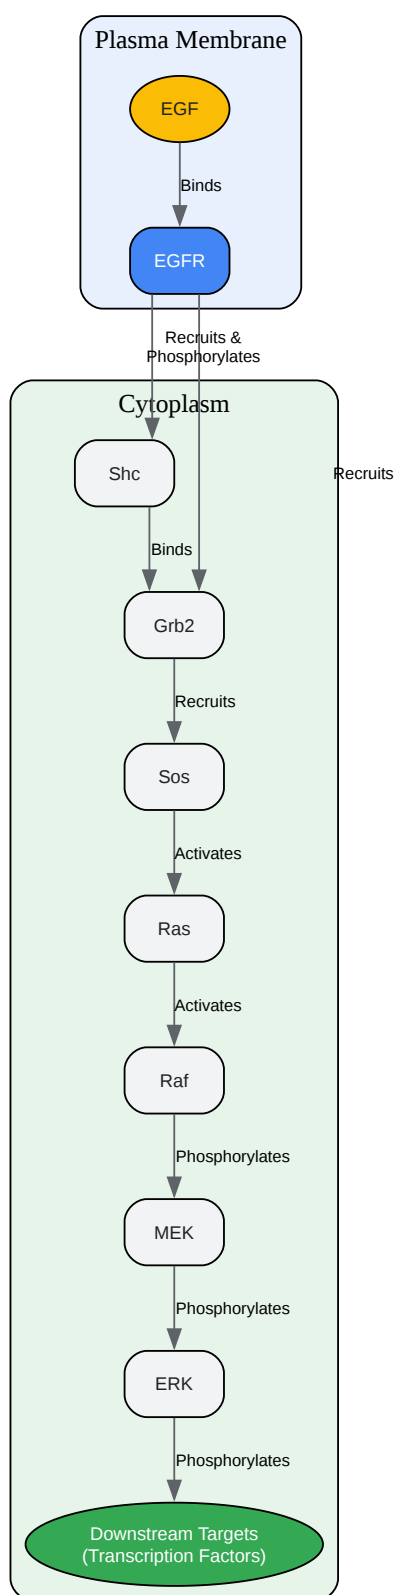 Plasma Membrane
EGF
Binds
EGFR
Recruits &
Phosphorylates
Cytoplasm
Shc
Recruits
Binds
Grb2
Recruits
Sos
Activates
Ras
Activates
Raf
Phosphorylates
MEK
Phosphorylates
ERK
Phosphorylates
Downstream Targets
(Transcription Factors)